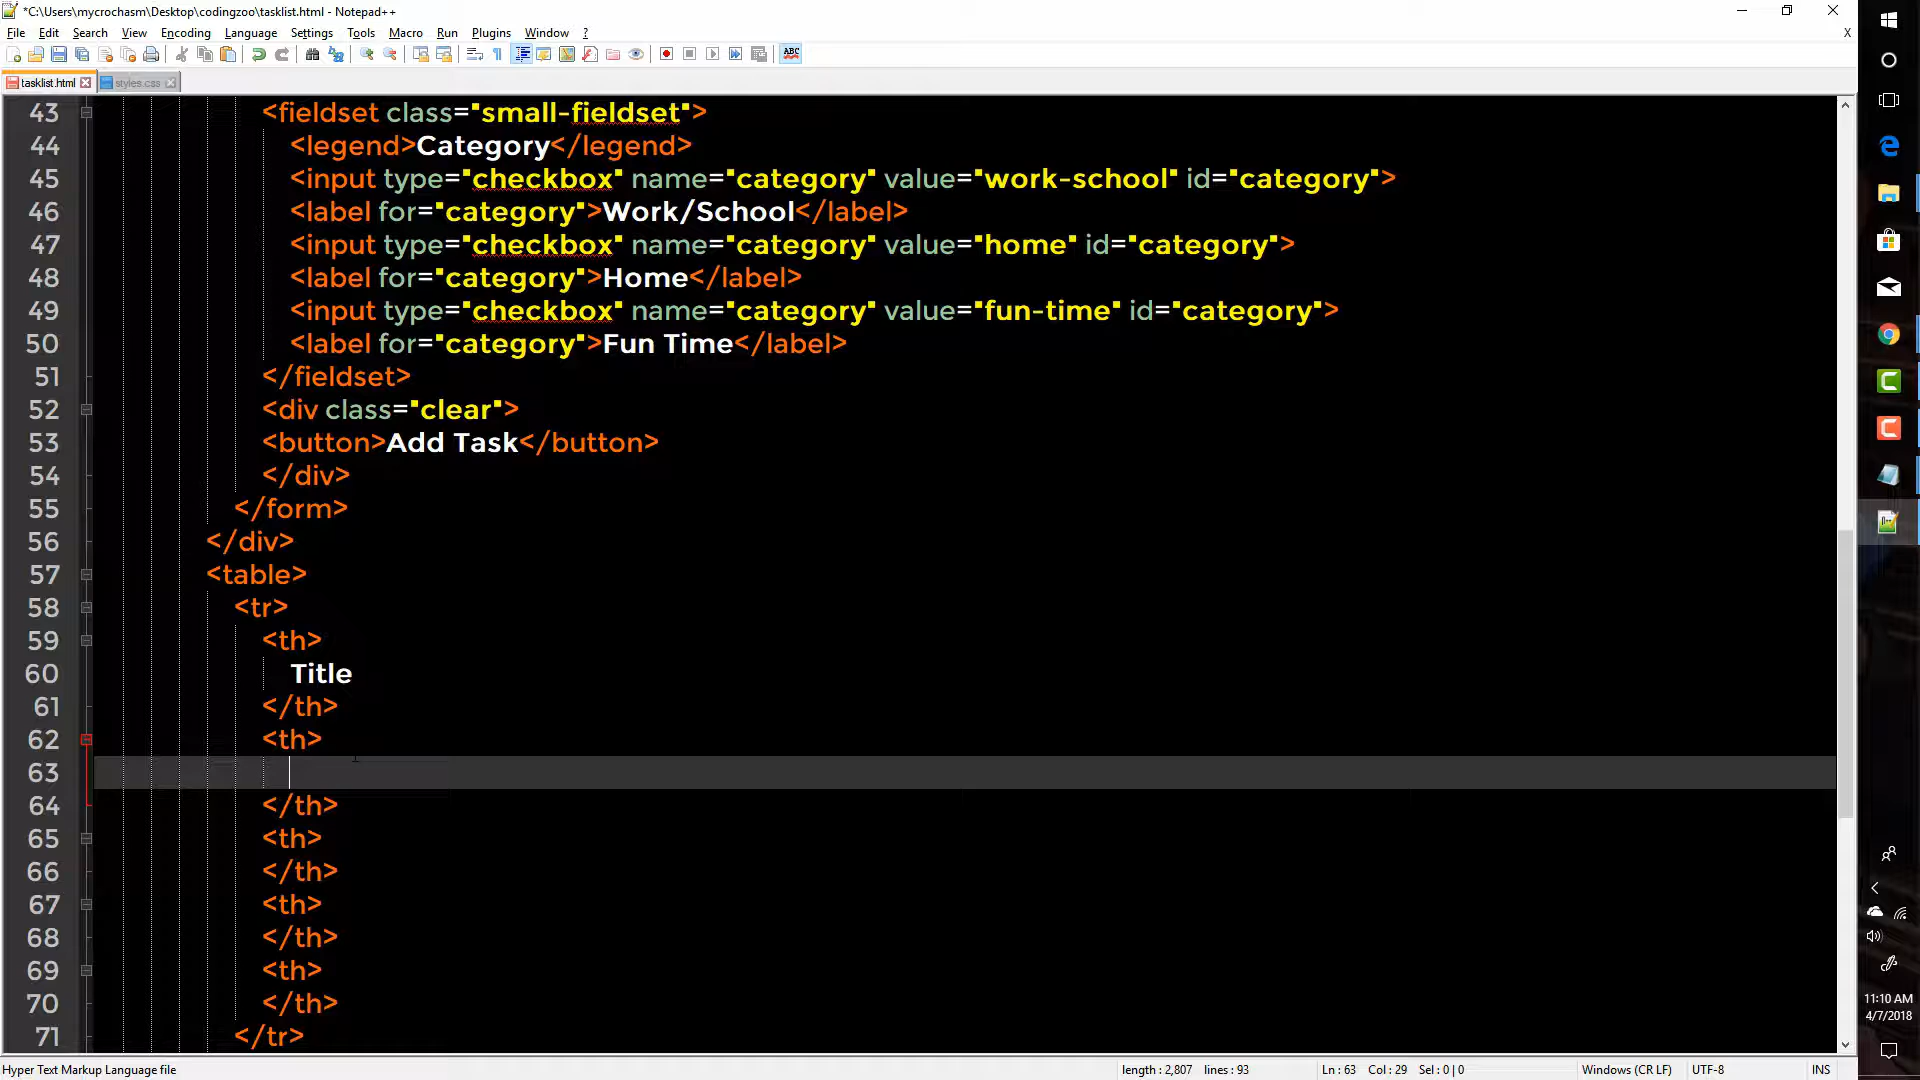 *C:\Users\mycrochasm\Desktop\codingzoo\tasklist.html - Notepad++
File Edit Search View Encoding Language Settings Tools Macro Run Plugins Window ? X
ABC
tasklist.html styles.css
43 <fieldset class="small-fieldset">
44 <legend>Category</legend>
45 <input type="checkbox" name="category" value="work-school" id="category">
46 <label for="category">Work/School</label>
47 <input type="checkbox" name="category" value="home" id="category">
48 <label for="category">Home</label>
49 <input type="checkbox" name="category" value="fun-time" id="category">
50 <label for="category">Fun Time</label>
51 </fieldset>
52 <div class="clear">
53 <button>Add Task</button>
54 </div>
55 </form>
56 </div>
57 <table>
58 <tr>
59 <th>
60 Title
61 </th>
62 <th>
63
64 </th>
65 <th>
66 </th>
67 <th>
68 </th>
69 <th>
70 </th>
71 </tr>
11:10 AM
4/7/2018
Hyper Text Markup Language file length : 2,807 lines : 93 Ln : 63 Col : 29 Sel : 0 | 0 Windows (CR LF) UTF-8 INS